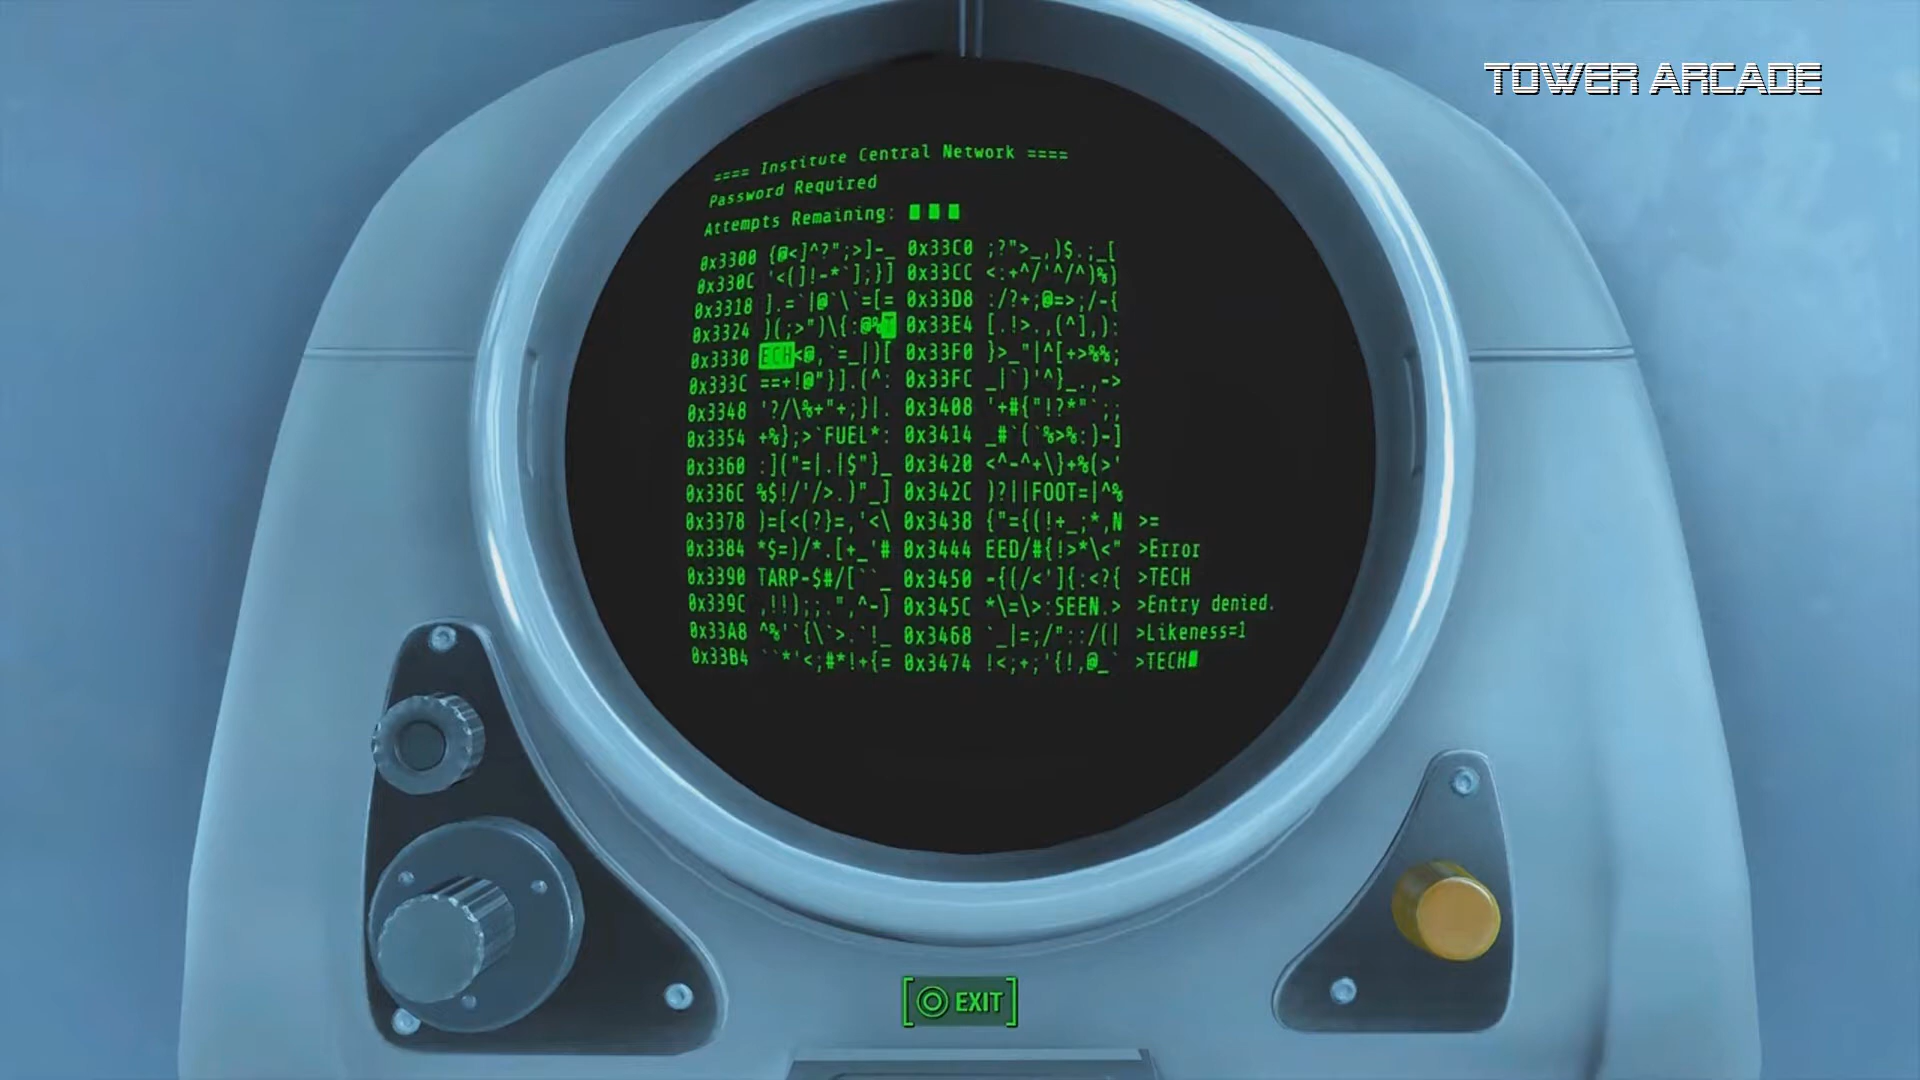 TOWER ARCADE
==== Institute Central Network ====
Password Required
Attempts Remaining:
0x3300 {@<]^?";>]-_ 0x33C0 ;?">_,)$.;_[
0x330C '<(]!-*`];}] 0x33CC <:+^/'^/^)%)
0x3318 ].=`|@`\`=[= 0x33D8 :/?+;@=>;/-{
0x3324 )(;>")\{:@%T 0x33E4 [.!>.,(^],):
0x3330 ECH<@,`=_|)[ 0x33F0 }>_"|^[+>%%;
0x333C ==+!@"}].(^: 0x33FC _|`)'^}_.,->
0x3348 '?/\%+"+;}|. 0x3408 '+#{"!?*"`;;
0x3354 +%};>`FUEL*: 0x3414 _#`(`%>%:)-]
0x3360 :]("=|.|$"}_ 0x3420 <^-^+\}+%(>'
0x336C %$!/'/>.)"_] 0x342C )?||FOOT=|^%
0x3378 )=[<(?}=,'<\ 0x3438 {"={(!+_;*,N >=
0x3384 *$=)/*.[+_'# 0x3444 EED/#{!>*\<" >Error
0x3390 TARP-$#/[``_ 0x3450 -{(/<']{:<?{ >TECH
0x339C ,!!);;.",^-) 0x345C *\=\>:SEEN.> >Entry denied.
0x33A8 ^%'`{\`>.`!_ 0x3468 `_|=;/"::/(| >Likeness=1
0x33B4 ``*'<;#*!+{= 0x3474 !<;+;'{!,@_` >TECH
EXIT